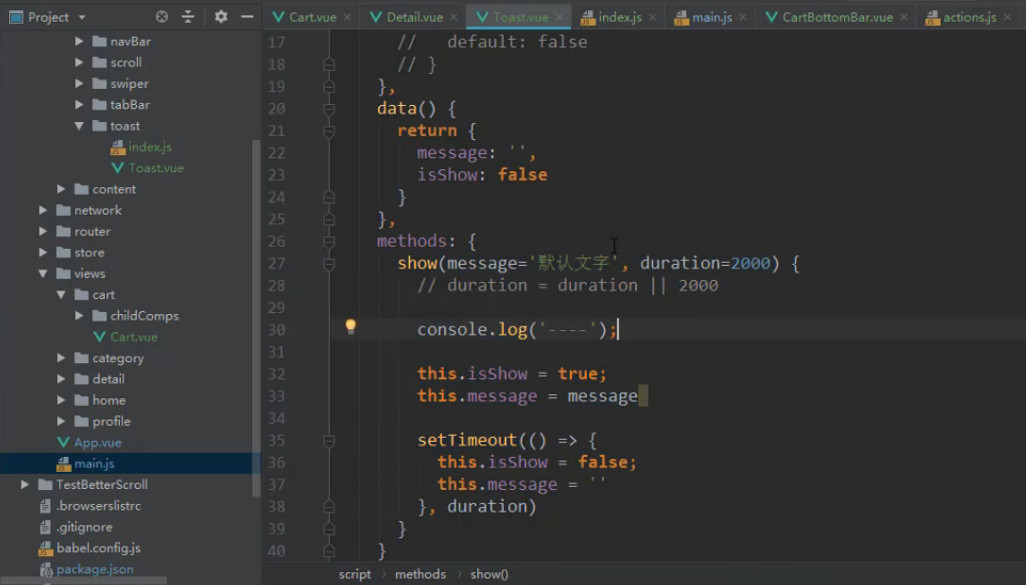 Project
Cart.vue
Detail.vue
Toast.vue
index.js
main.js
CartBottomBar.vue
actions.js
navBar
scroll
swiper
tabBar
toast
index.js
Toast.vue
content
network
router
store
views
cart
childComps
Cart.vue
category
detail
home
profile
App.vue
main.js
TestBetterScroll
.browserslistrc
.gitignore
babel.config.js
package.json
17 // default: false
18 // }
19 },
20 data() {
21 return {
22 message: '',
23 isShow: false
24 }
25 },
26 methods: {
27 show(message='默认文字', duration=2000) {
28 // duration = duration || 2000
29
30 console.log('----');
31
32 this.isShow = true;
33 this.message = message
34
35 setTimeout(() => {
36 this.isShow = false;
37 this.message = ''
38 }, duration)
39 }
40 }
script › methods › show()